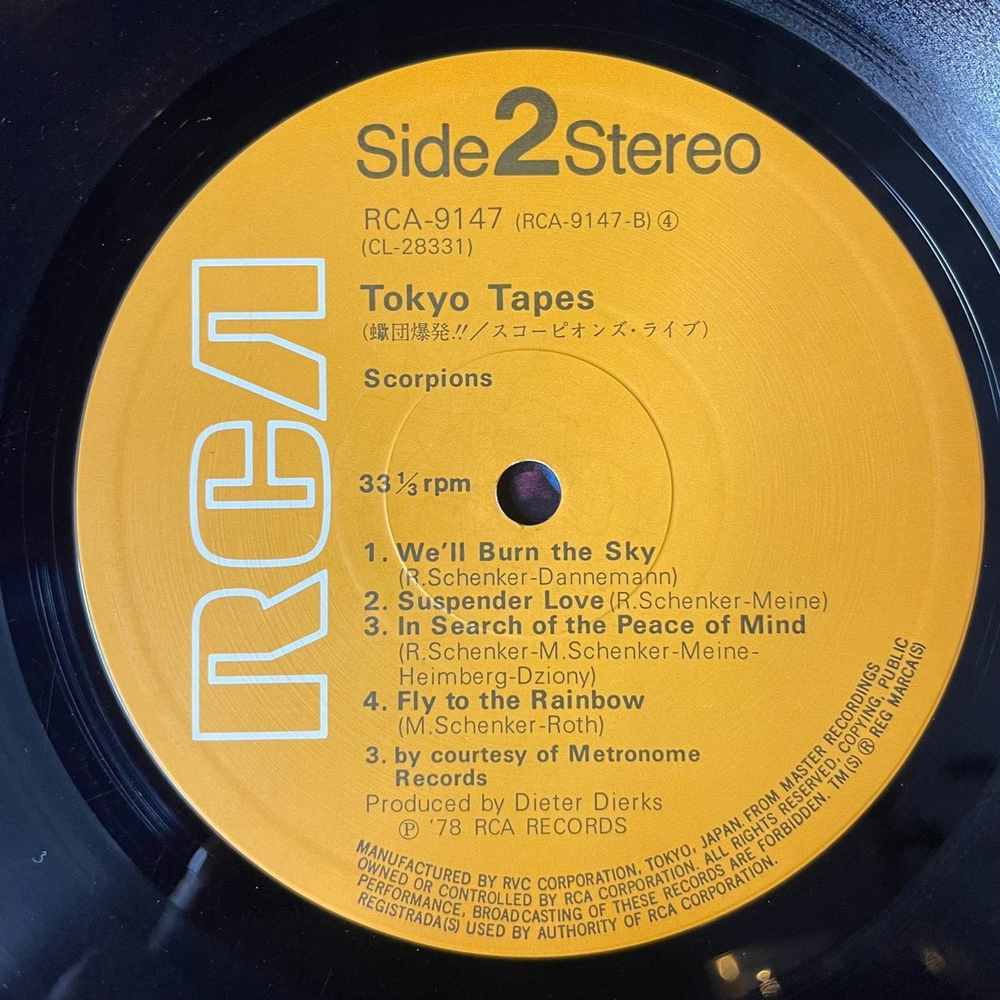 Side 2 Stereo
RCA-9147 (RCA-9147-B) ④
(CL-28331)
Tokyo Tapes
(蠍団爆発!!／スコーピオンズ・ライブ)
Scorpions
RCA
33 1/3 rpm
1. We'll Burn the Sky
(R.Schenker-Dannemann)
2. Suspender Love (R.Schenker-Meine)
3. In Search of the Peace of Mind
(R.Schenker-M.Schenker-Meine-
Heimberg-Dziony)
4. Fly to the Rainbow
(M.Schenker-Roth)
3. by courtesy of Metronome
Records
Produced by Dieter Dierks
Ⓟ '78 RCA RECORDS
MANUFACTURED BY RVC CORPORATION, TOKYO, JAPAN. FROM MASTER RECORDINGS
OWNED OR CONTROLLED BY RCA CORPORATION. ALL RIGHTS RESERVED, COPYING, PUBLIC
PERFORMANCE, BROADCASTING OF THESE RECORDS ARE FORBIDDEN. TM(S) ® REG MARCA(S)
REGISTRADA(S) USED BY AUTHORITY OF RCA CORPORATION.